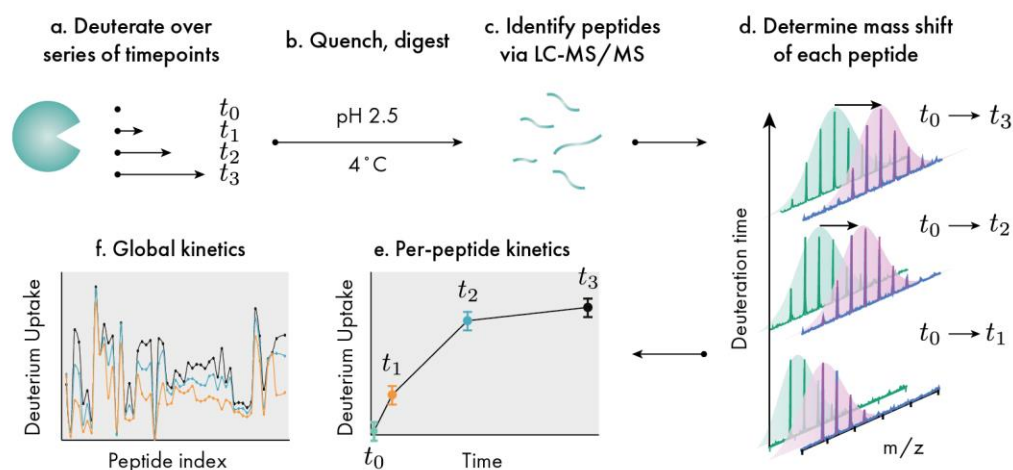 a. Deuterate over
series of timepoints
t0
t1
t2
t3
b. Quench, digest
pH 2.5
4°C
c. Identify peptides
via LC-MS/MS
d. Determine mass shift
of each peptide
t0 → t3
t0 → t2
t0 → t1
Deuteration time
m/z
e. Per-peptide kinetics
Deuterium Uptake
t0
t1
t2
t3
Time
f. Global kinetics
Deuterium Uptake
Peptide index